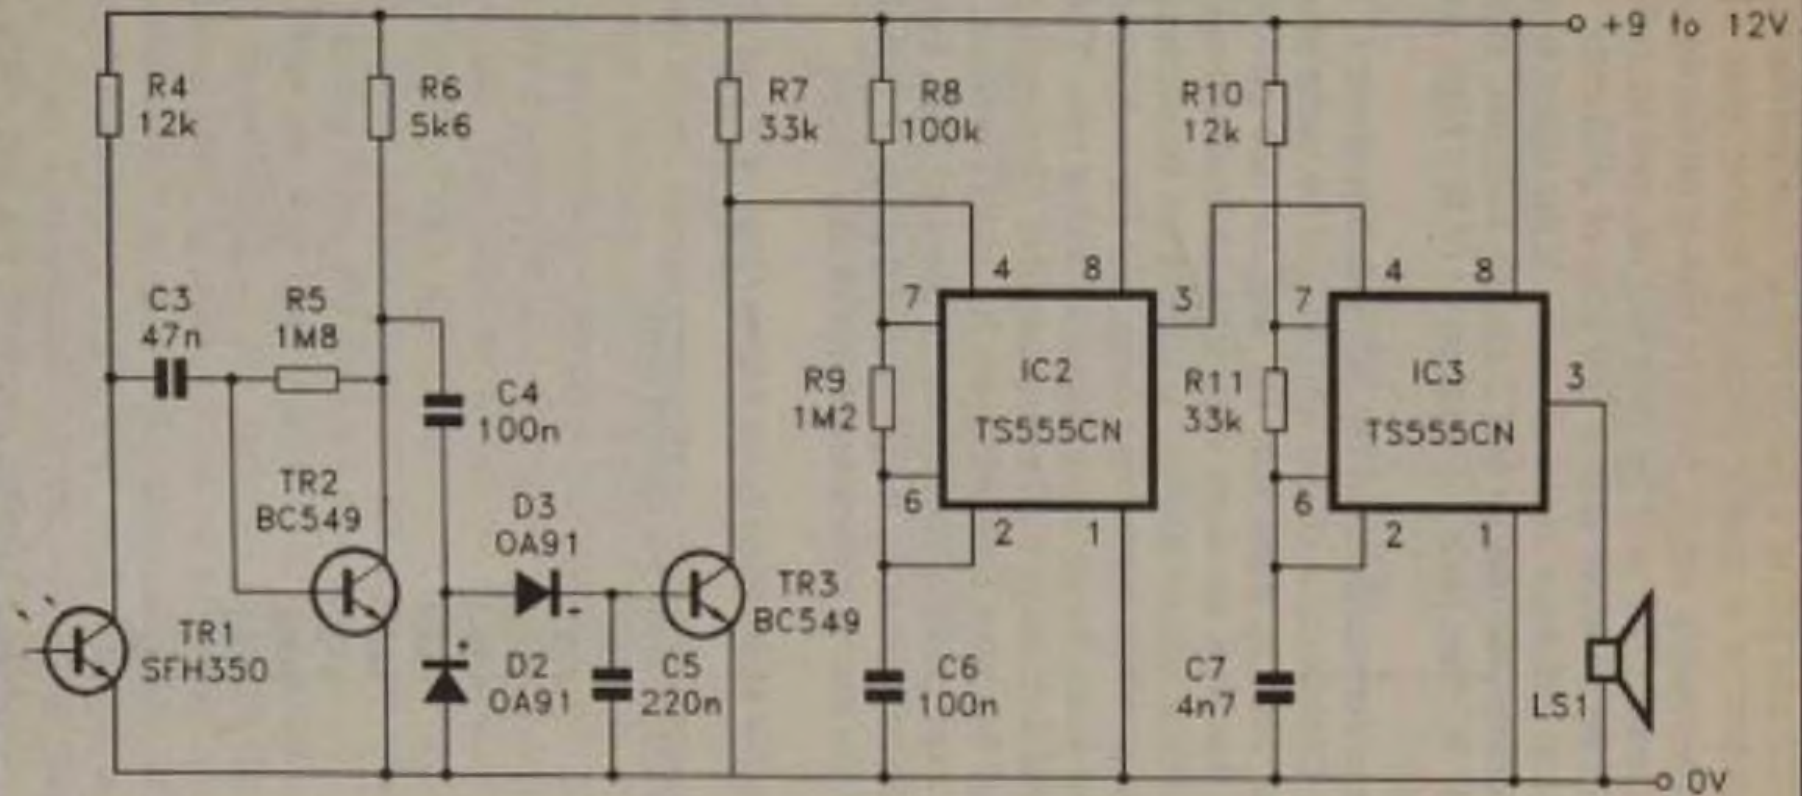 +9 to 12V
R4
12k
R6
5k6
R7
33k
R8
100k
R10
12k
C3
47n
R5
1M8
4
8
7
3
4
8
7
C4
100n
R9
1M2
IC2
TS555CN
R11
33k
IC3
TS555CN
3
TR2
BC549
D3
OA91
6
2
1
6
2
1
-
TR3
BC549
TR1
SFH350
+
D2
OA91
C5
220n
C6
100n
C7
4n7
LS1
0V